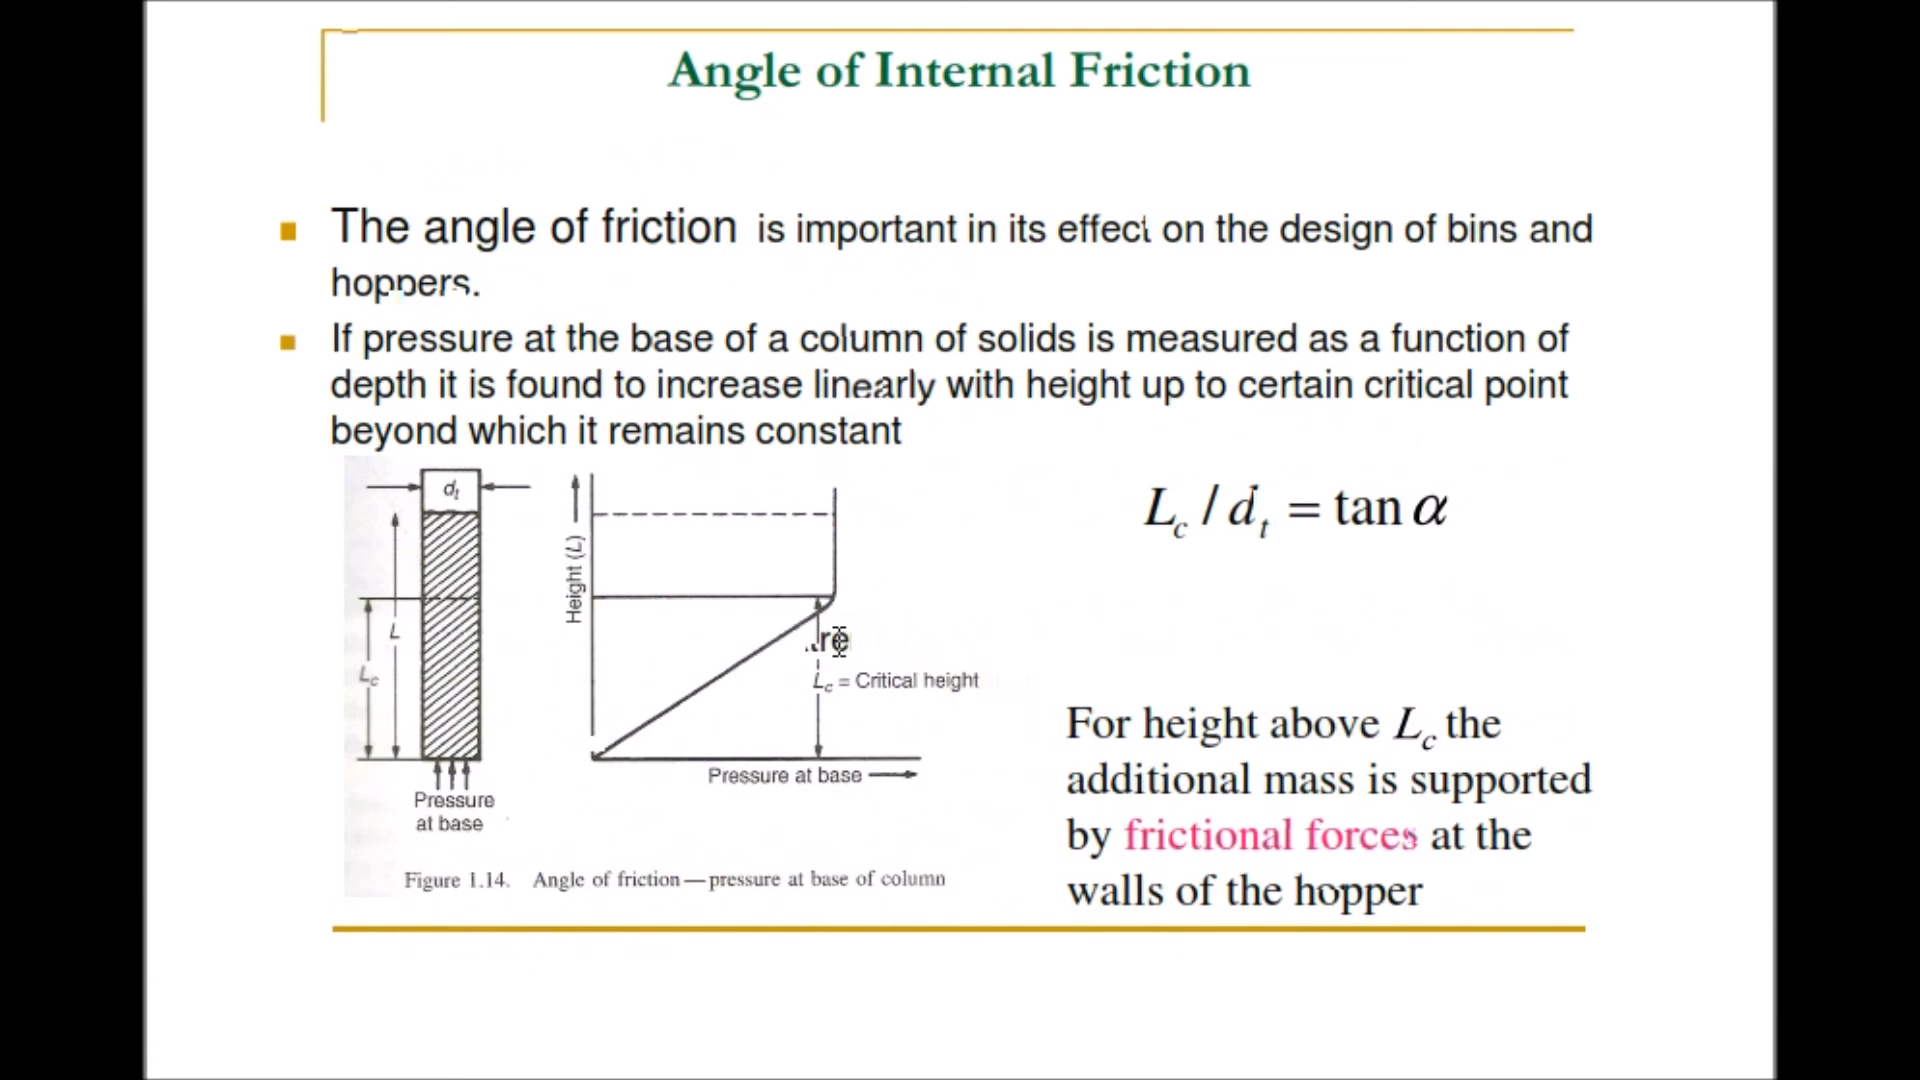 Angle of Internal Friction
The angle of friction is important in its effect on the design of bins and
hoppers.
If pressure at the base of a column of solids is measured as a function of
depth it is found to increase linearly with height up to certain critical point
beyond which it remains constant
d_t
Height (L)
L
L_c
L_c = Critical height
Pressure at base
Pressure
at base
Figure 1.14. Angle of friction—pressure at base of column
L_c / d_t = tan α
For height above L_c the
additional mass is supported
by frictional forces at the
walls of the hopper